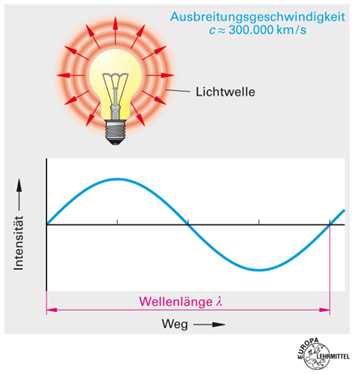 Ausbreitungsgeschwindigkeit
c ≈ 300.000 km/s
Lichtwelle
Intensität
Wellenlänge λ
Weg
EUROPA
LEHRMITTEL